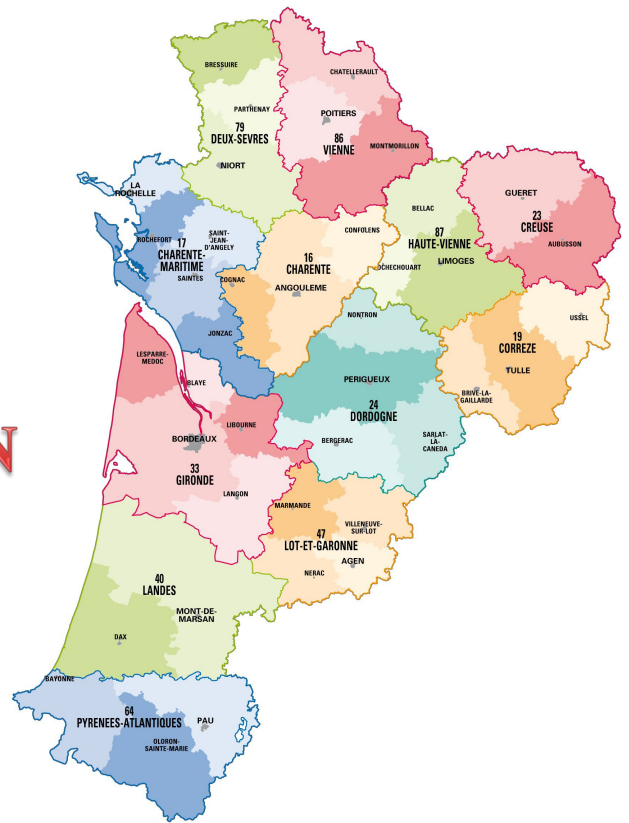 BRESSUIRE
CHATELLERAULT
PARTHENAY
79
DEUX-SEVRES
POITIERS
86
VIENNE
MONTMORILLON
NIORT
LA
ROCHELLE
ROCHEFORT
17
CHARENTE-
MARITIME
SAINT-
JEAN-
D'ANGELY
SAINTES
COGNAC
JONZAC
16
CHARENTE
CONFOLENS
ANGOULEME
BELLAC
87
HAUTE-VIENNE
OCHECHOUART
LIMOGES
GUERET
23
CREUSE
AUBUSSON
USSEL
19
CORREZE
TULLE
BRIVE-LA-
GAILLARDE
NONTRON
PERIGUEUX
24
DORDOGNE
BERGERAC
SARLAT-
LA-
CANEDA
LESPARRE-
MEDOC
BLAYE
LIBOURNE
BORDEAUX
33
GIRONDE
LANGON
N
MARMANDE
47
LOT-ET-GARONNE
VILLENEUVE-
SUR-LOT
AGEN
NERAC
40
LANDES
MONT-DE-
MARSAN
DAX
BAYONNE
64
PYRENEES-ATLANTIQUES
PAU
OLORON-
SAINTE-MARIE